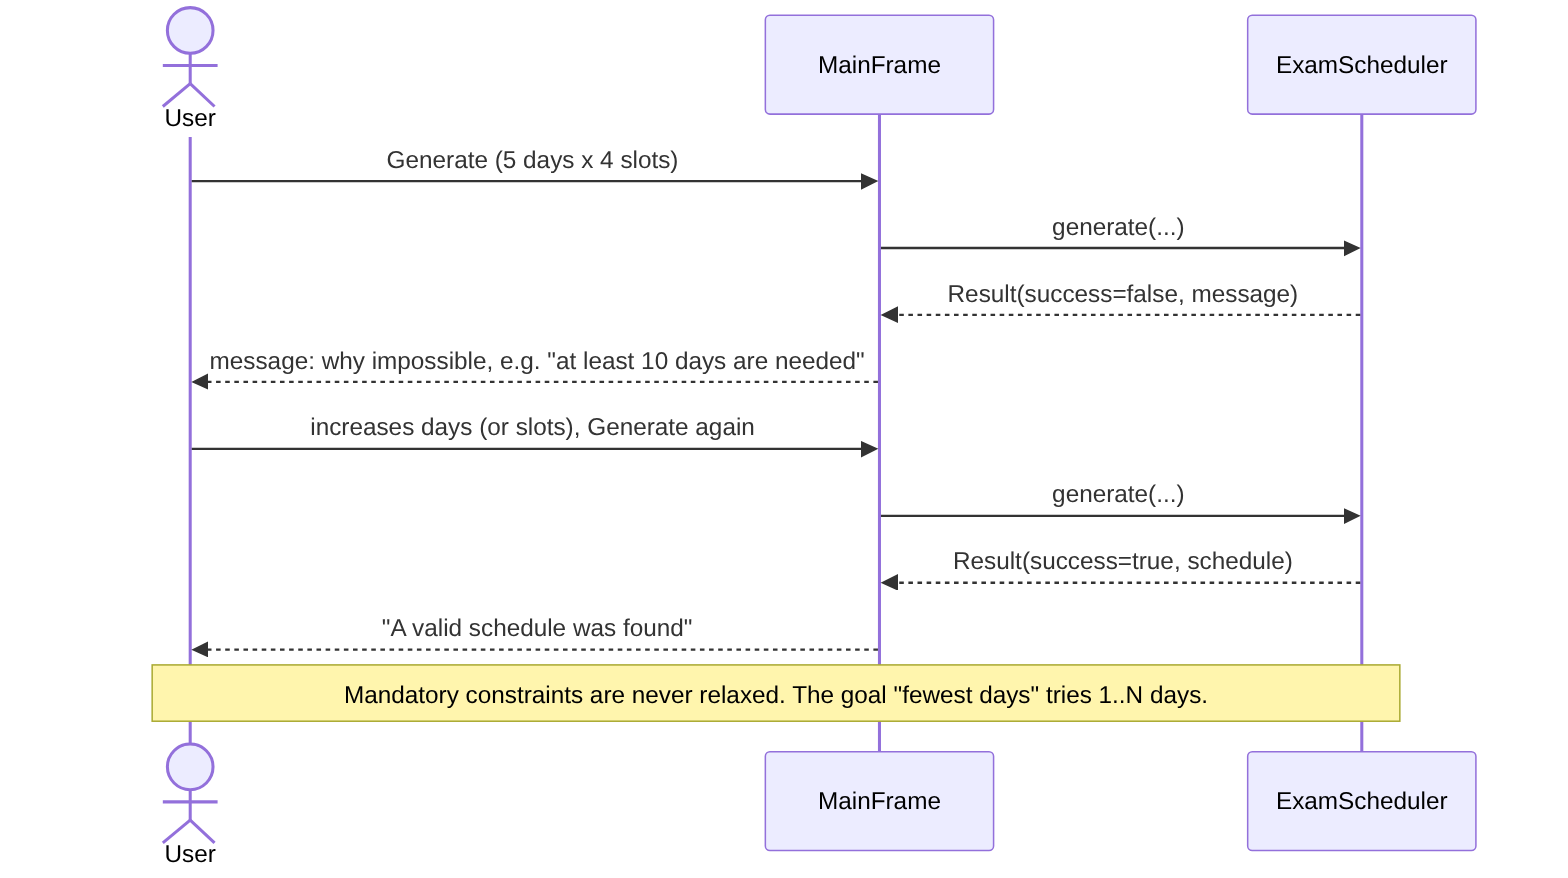 User
MainFrame
ExamScheduler
Generate (5 days x 4 slots)
generate(...)
Result(success=false, message)
message: why impossible, e.g. "at least 10 days are needed"
increases days (or slots), Generate again
generate(...)
Result(success=true, schedule)
"A valid schedule was found"
Mandatory constraints are never relaxed. The goal "fewest days" tries 1..N days.
User
MainFrame
ExamScheduler